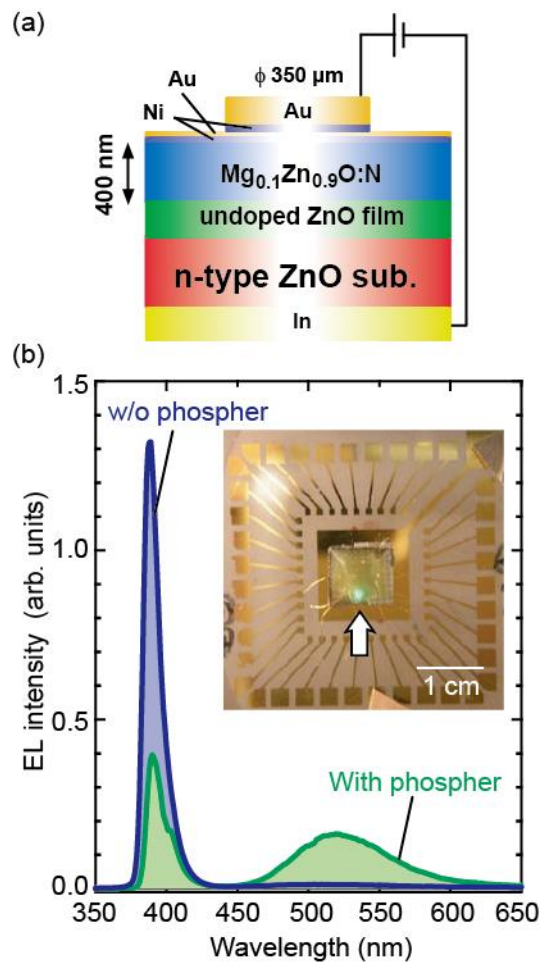 (a)
ϕ 350 μm
Au
Ni
Au
400 nm
Mg0.1Zn0.9O:N
undoped ZnO film
n-type ZnO sub.
In
(b)
1.5
w/o phospher
1.0
EL intensity (arb. units)
1 cm
0.5
With phospher
0.0
350 400 450 500 550 600 650
Wavelength (nm)